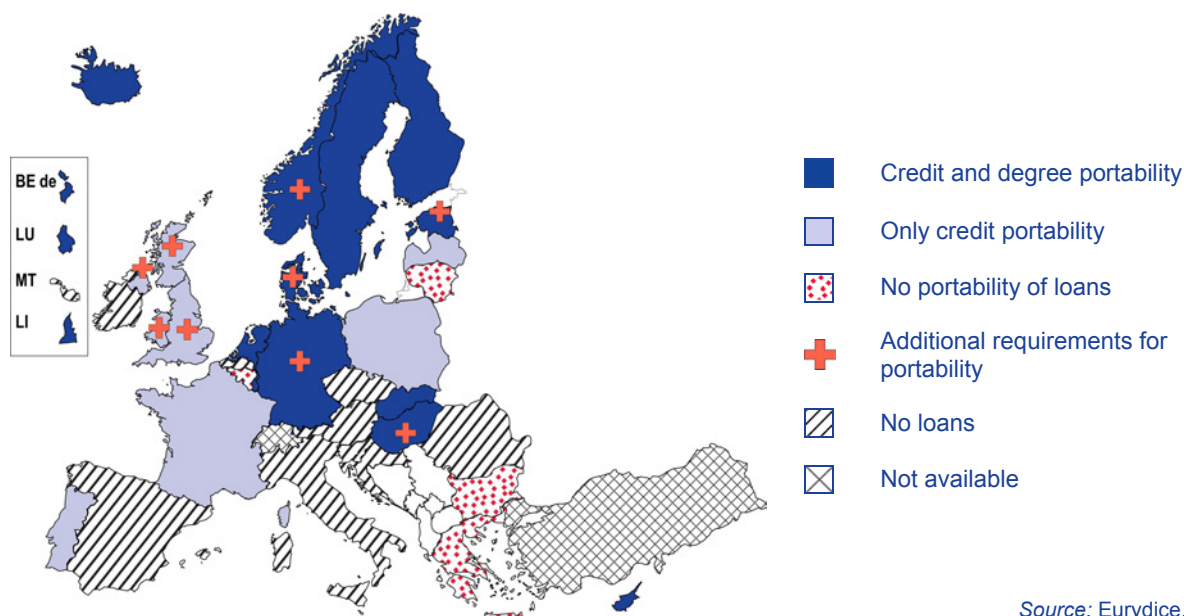 BE de
LU
MT
LI
Credit and degree portability
Only credit portability
No portability of loans
Additional requirements for
portability
No loans
Not available
Source: Eurydice.